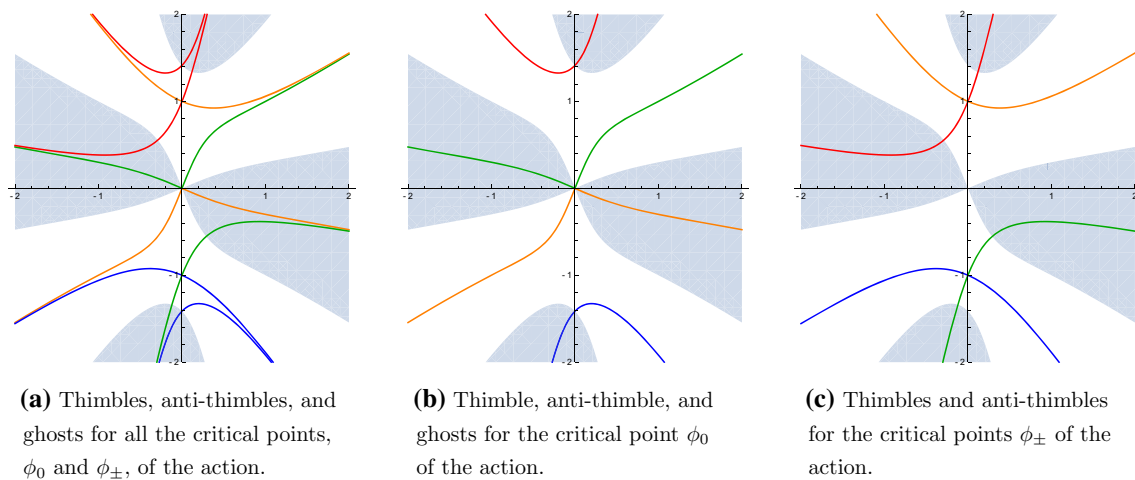 2
1
-2 -1 1 2
-1
-2
2
1
-2 -1 1 2
-1
-2
2
1
-2 -1 1 2
-1
-2
(a) Thimbles, anti-thimbles, and
ghosts for all the critical points,
ϕ₀ and ϕ±, of the action.
(b) Thimble, anti-thimble, and
ghosts for the critical point ϕ₀
of the action.
(c) Thimbles and anti-thimbles
for the critical points ϕ± of the
action.